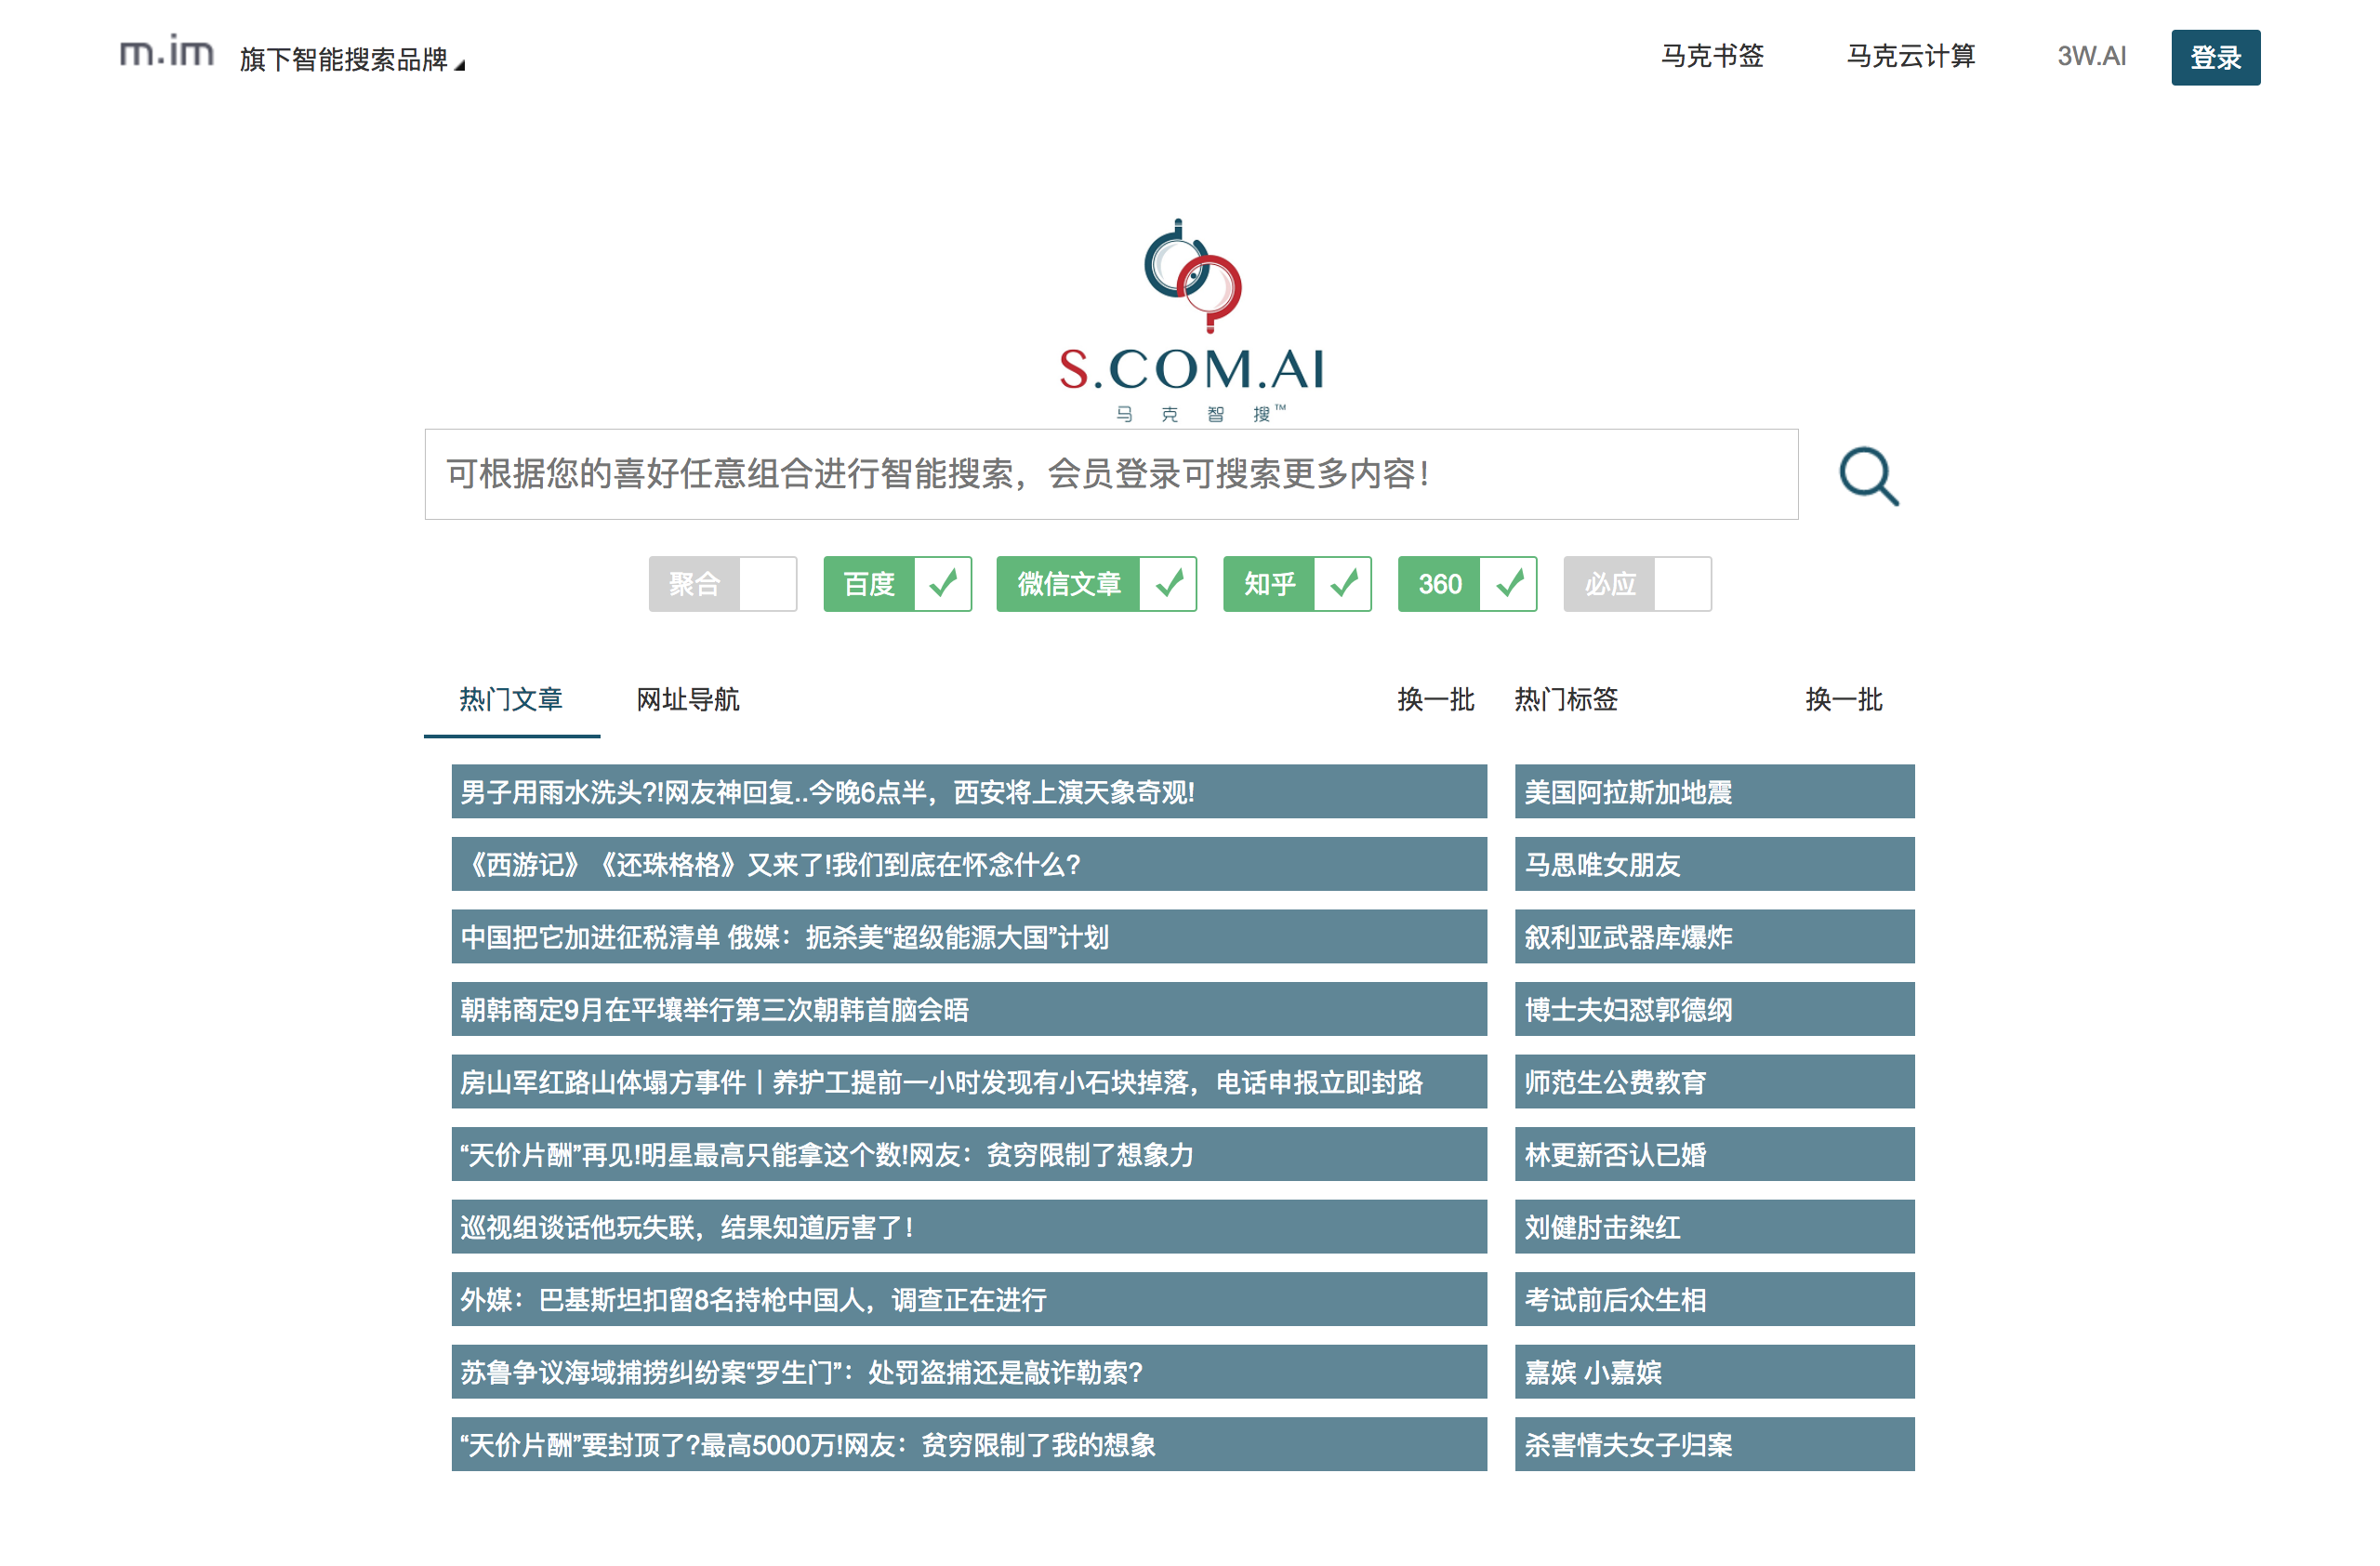 m.im 旗下智能搜索品牌
马克书签 马克云计算 3W.AI 登录
S.COM.AI
马克智搜™
可根据您的喜好任意组合进行智能搜索，会员登录可搜索更多内容！
聚合 百度 微信文章 知乎 360 必应
热门文章 网址导航 换一批
男子用雨水洗头?!网友神回复..今晚6点半，西安将上演天象奇观!
《西游记》《还珠格格》又来了!我们到底在怀念什么?
中国把它加进征税清单 俄媒：扼杀美“超级能源大国”计划
朝韩商定9月在平壤举行第三次朝韩首脑会晤
房山军红路山体塌方事件丨养护工提前一小时发现有小石块掉落，电话申报立即封路
“天价片酬”再见!明星最高只能拿这个数!网友：贫穷限制了想象力
巡视组谈话他玩失联，结果知道厉害了！
外媒：巴基斯坦扣留8名持枪中国人，调查正在进行
苏鲁争议海域捕捞纠纷案“罗生门”：处罚盗捕还是敲诈勒索?
“天价片酬”要封顶了?最高5000万!网友：贫穷限制了我的想象
热门标签 换一批
美国阿拉斯加地震
马思唯女朋友
叙利亚武器库爆炸
博士夫妇怼郭德纲
师范生公费教育
林更新否认已婚
刘健肘击染红
考试前后众生相
嘉嫔 小嘉嫔
杀害情夫女子归案